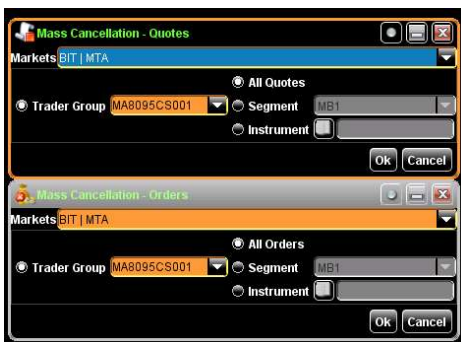 Mass Cancellation - Quotes
Markets BIT | MTA
All Quotes
Trader Group MA8095CS001 Segment MB1
Instrument
Ok Cancel
Mass Cancellation - Orders
Markets BIT | MTA
All Orders
Trader Group MA8095CS001 Segment MB1
Instrument
Ok Cancel